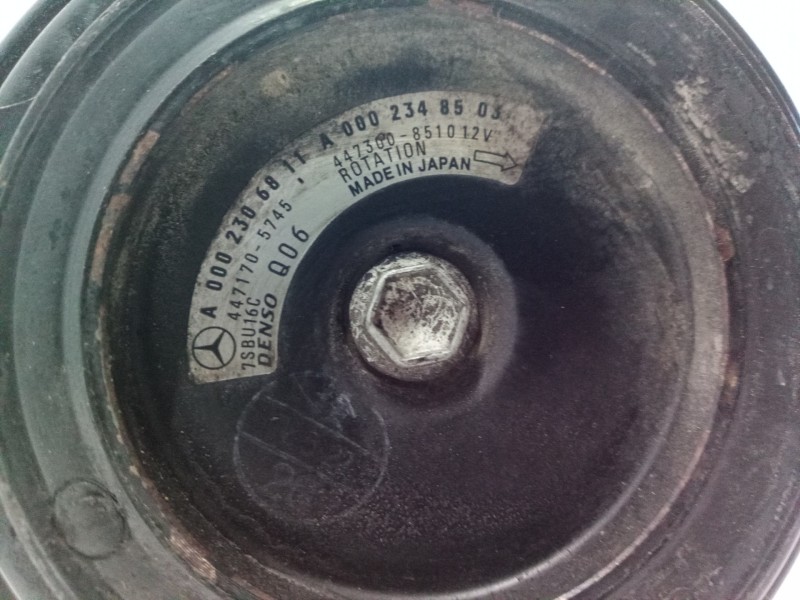 A 000 230 68 11 A 000 234 85 03
447170-5745, 447300-8510 12V
7SBU16C ROTATION
DENSO Q06 MADE IN JAPAN